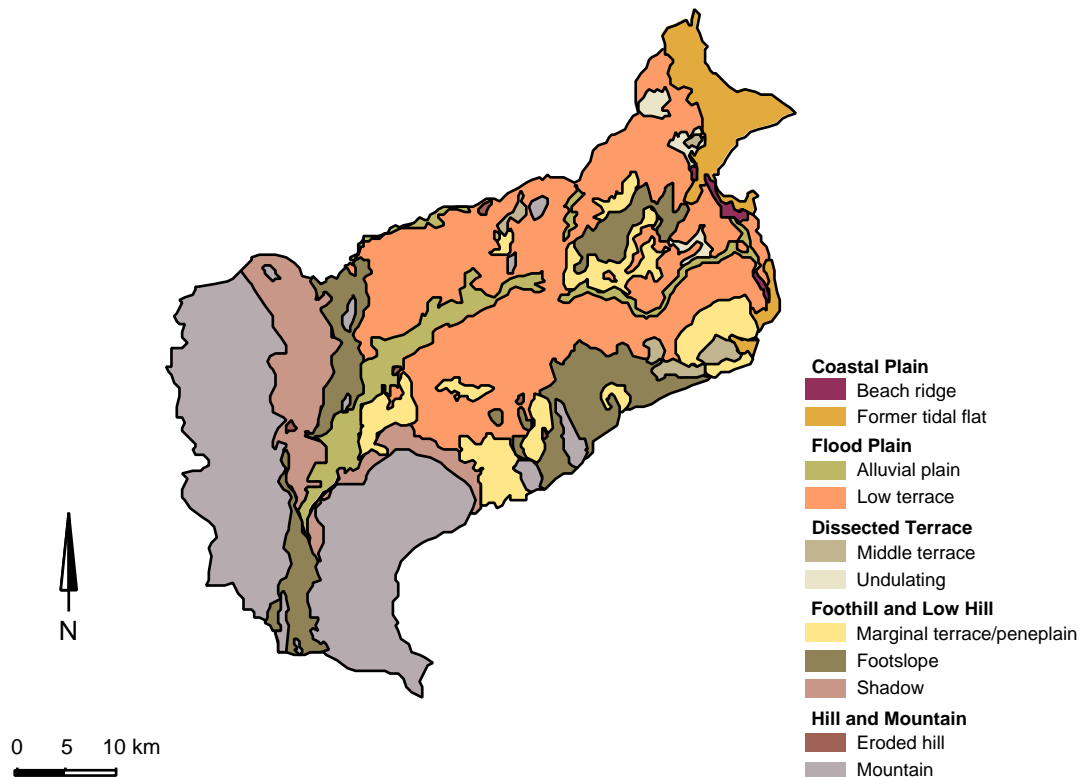 Coastal Plain
Beach ridge
Former tidal flat
Flood Plain
Alluvial plain
Low terrace
Dissected Terrace
Middle terrace
Undulating
Foothill and Low Hill
Marginal terrace/peneplain
Footslope
Shadow
Hill and Mountain
Eroded hill
Mountain
N
0 5 10 km